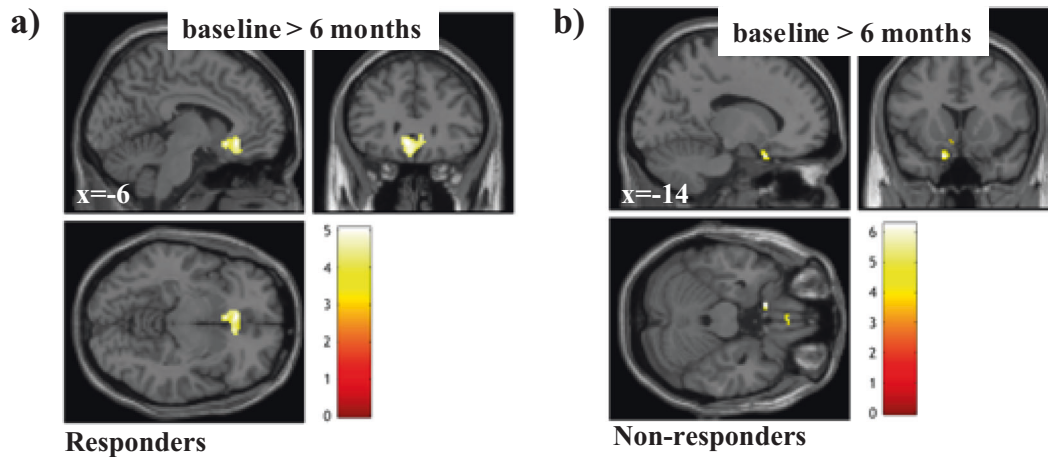 a)
baseline > 6 months
x=-6
5
4
3
2
1
0
Responders
b)
baseline > 6 months
x=-14
6
5
4
3
2
1
0
Non-responders